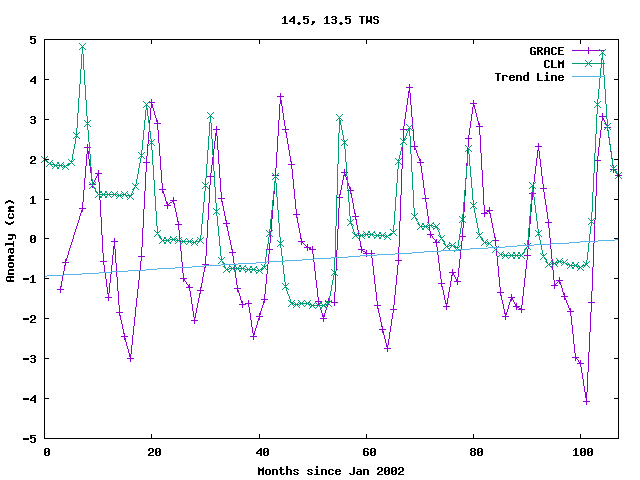 14.5, 13.5 TWS
GRACE
CLM
Trend Line
Anomaly (cm)
5
4
3
2
1
0
-1
-2
-3
-4
-5
0 20 40 60 80 100
Months since Jan 2002